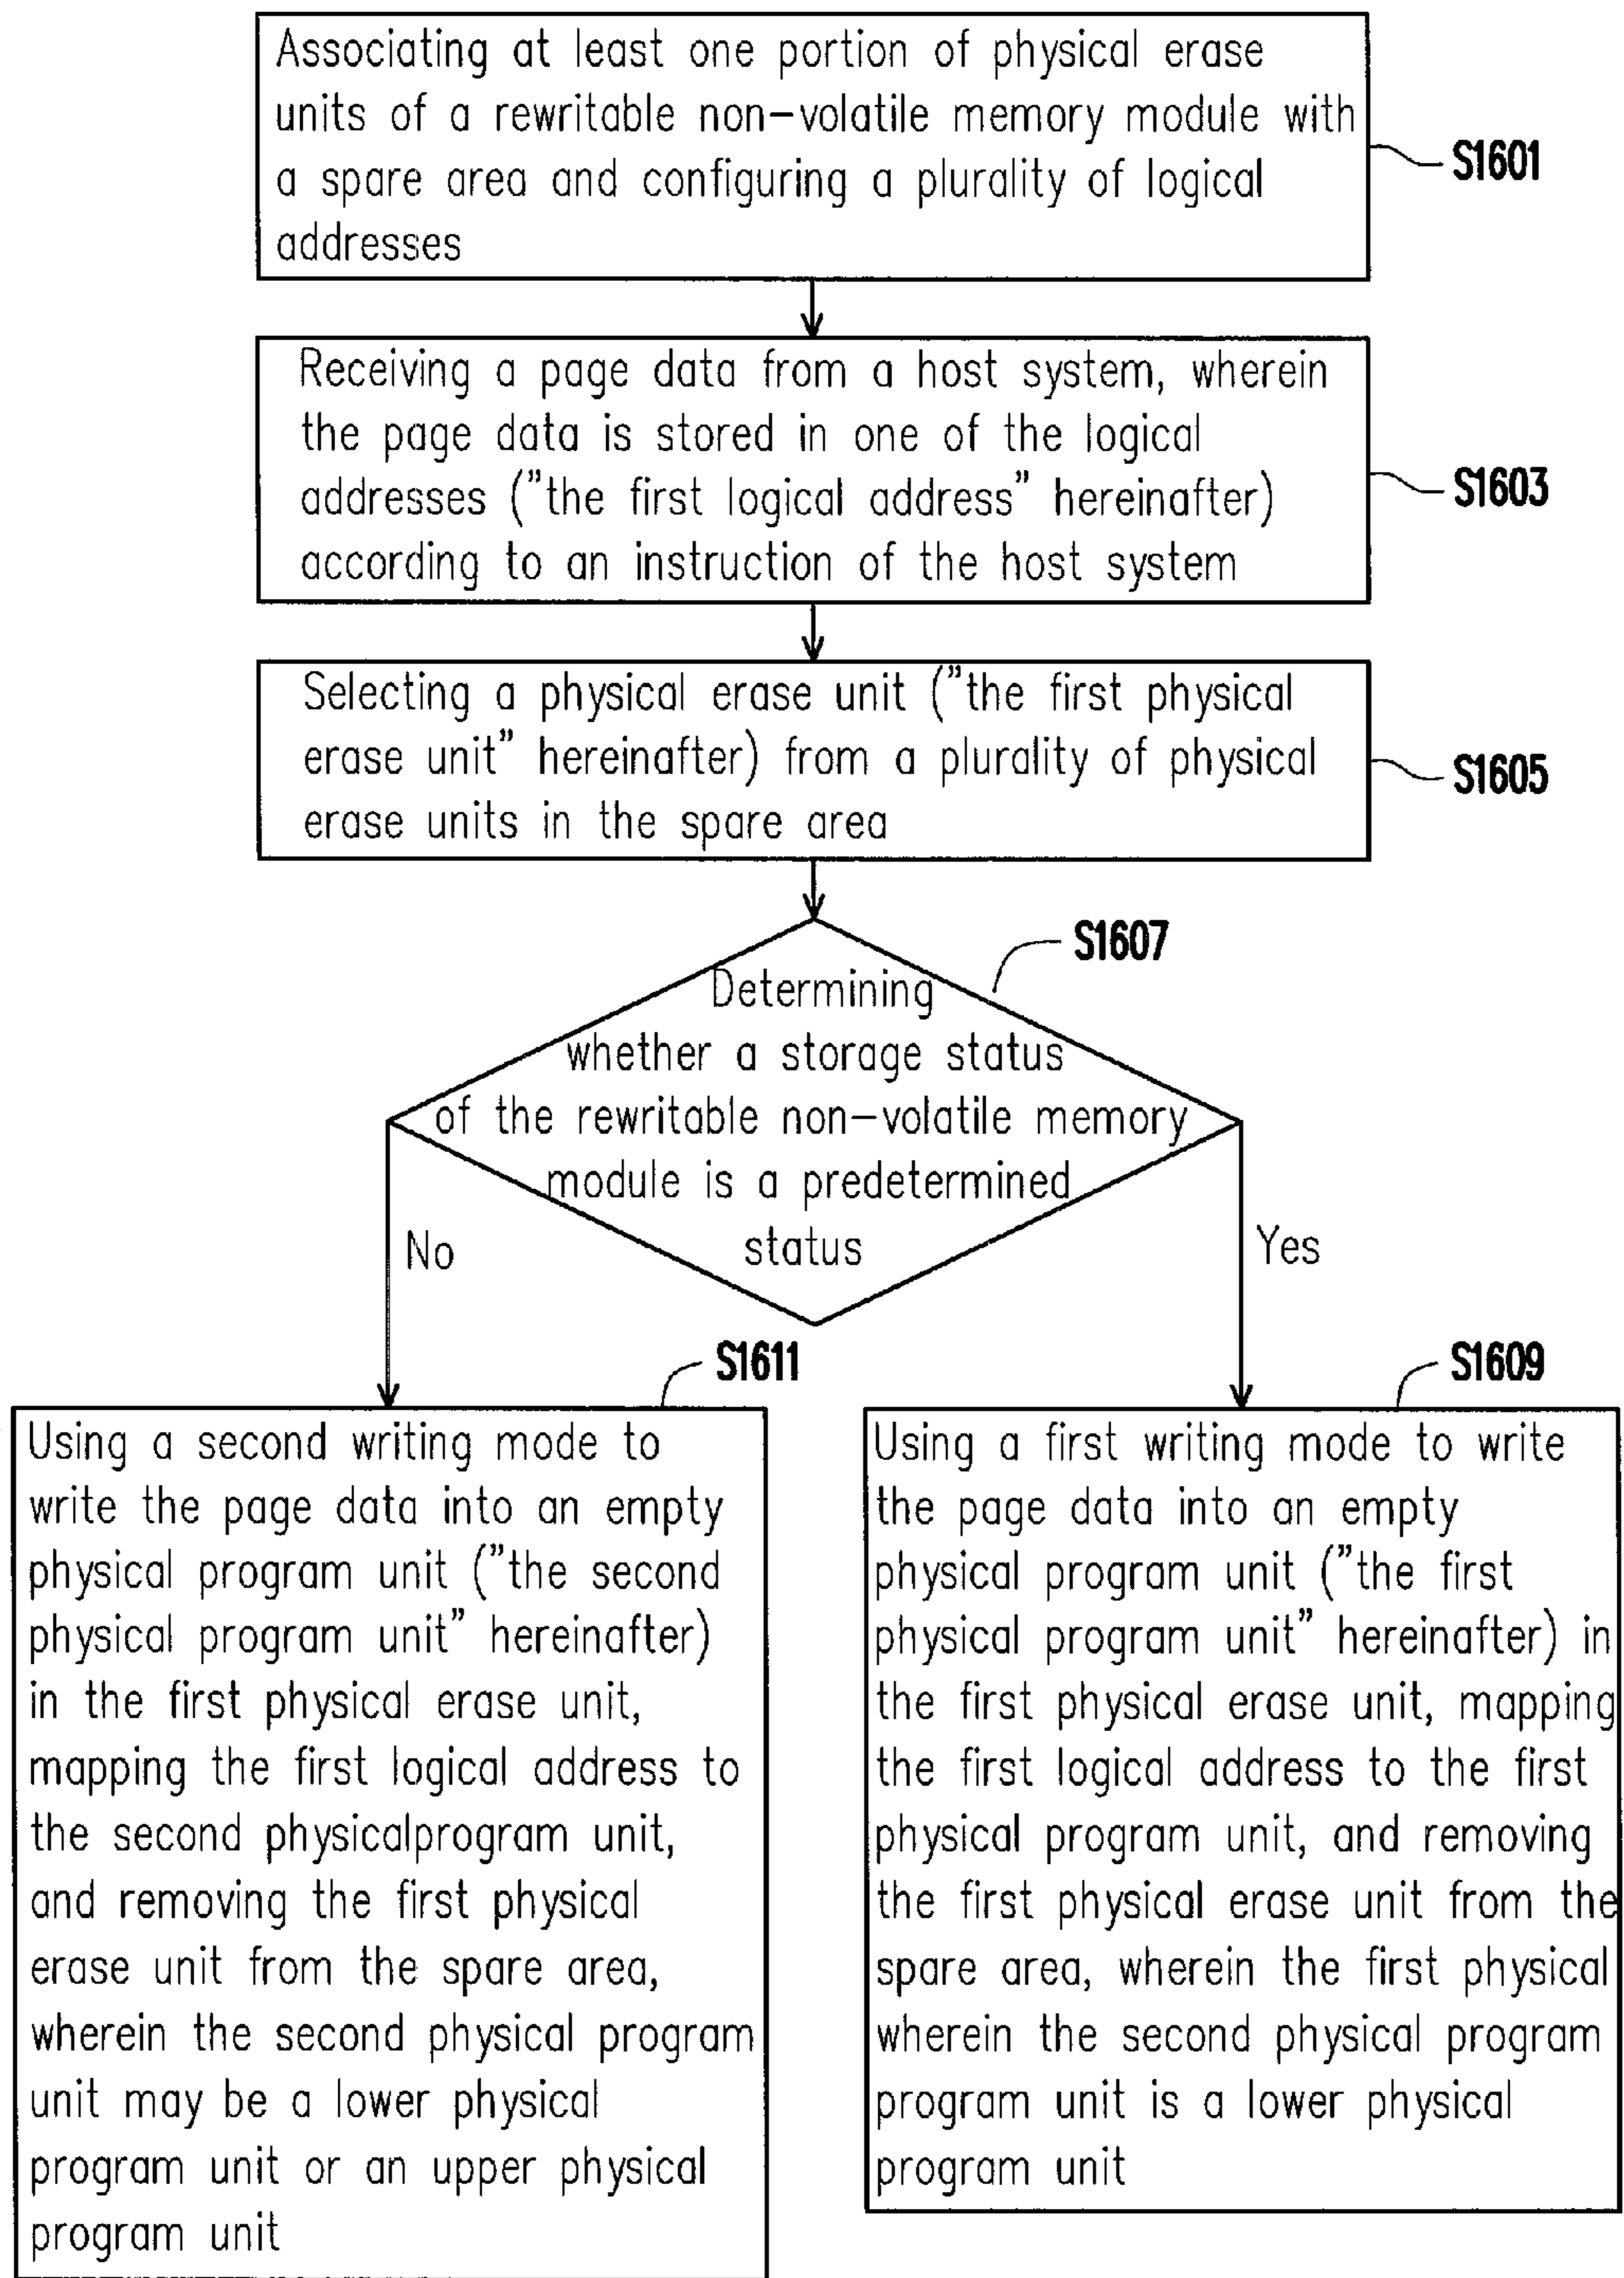 Associating at least one portion of physical erase
units of a rewritable non-volatile memory module with
a spare area and configuring a plurality of logical
addresses
S1601
Receiving a page data from a host system, wherein
the page data is stored in one of the logical
addresses ("the first logical address" hereinafter)
according to an instruction of the host system
S1603
Selecting a physical erase unit ("the first physical
erase unit" hereinafter) from a plurality of physical
erase units in the spare area
S1605
S1607
Determining
whether a storage status
of the rewritable non-volatile memory
module is a predetermined
status
No
Yes
S1611
Using a second writing mode to
write the page data into an empty
physical program unit ("the second
physical program unit" hereinafter)
in the first physical erase unit,
mapping the first logical address to
the second physicalprogram unit,
and removing the first physical
erase unit from the spare area,
wherein the second physical program
unit may be a lower physical
program unit or an upper physical
program unit
S1609
Using a first writing mode to write
the page data into an empty
physical program unit ("the first
physical program unit" hereinafter) in
the first physical erase unit, mapping
the first logical address to the first
physical program unit, and removing
the first physical erase unit from the
spare area, wherein the first physical
wherein the second physical program
program unit is a lower physical
program unit